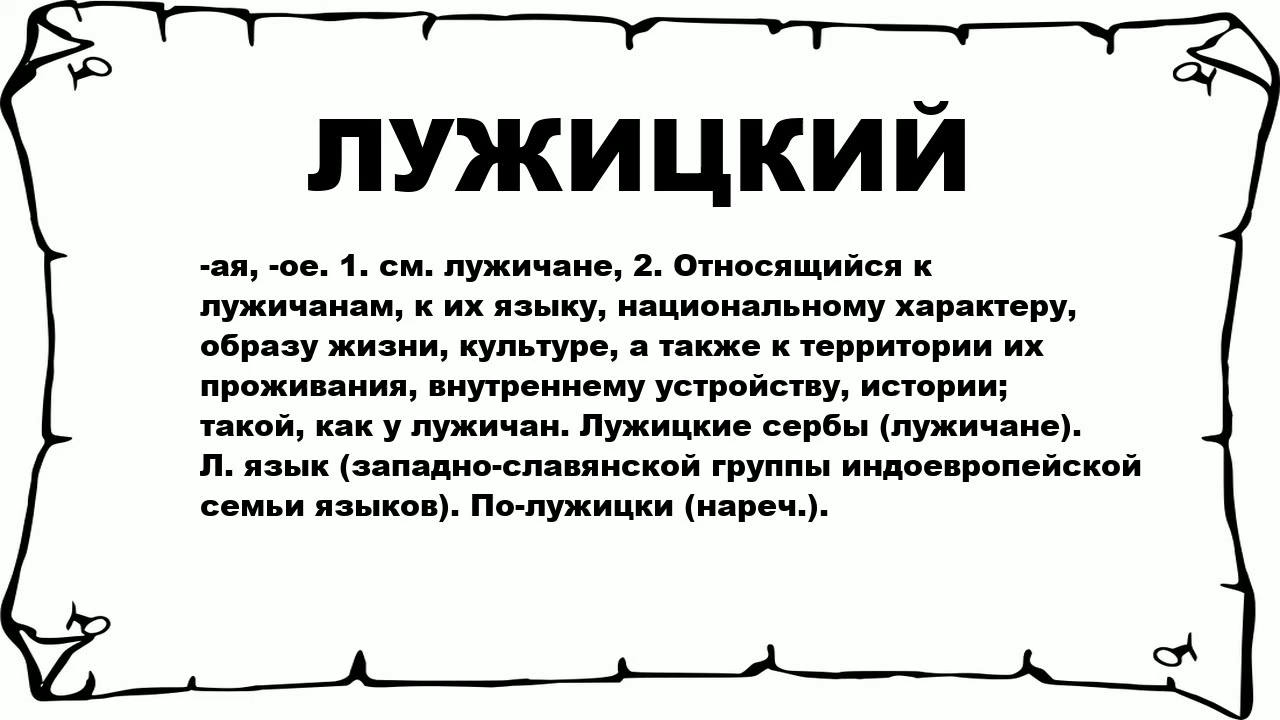 ЛУЖИЦКИЙ
-ая, -ое. 1. см. лужичане, 2. Относящийся к
лужичанам, к их языку, национальному характеру,
образу жизни, культуре, а также к территории их
проживания, внутреннему устройству, истории;
такой, как у лужичан. Лужицкие сербы (лужичане).
Л. язык (западно-славянской группы индоевропейской
семьи языков). По-лужицки (нареч.).